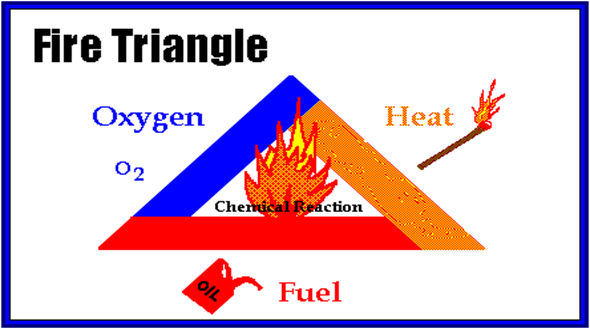 Fire Triangle
Oxygen
Heat
O2
Chemical Reaction
OIL
Fuel